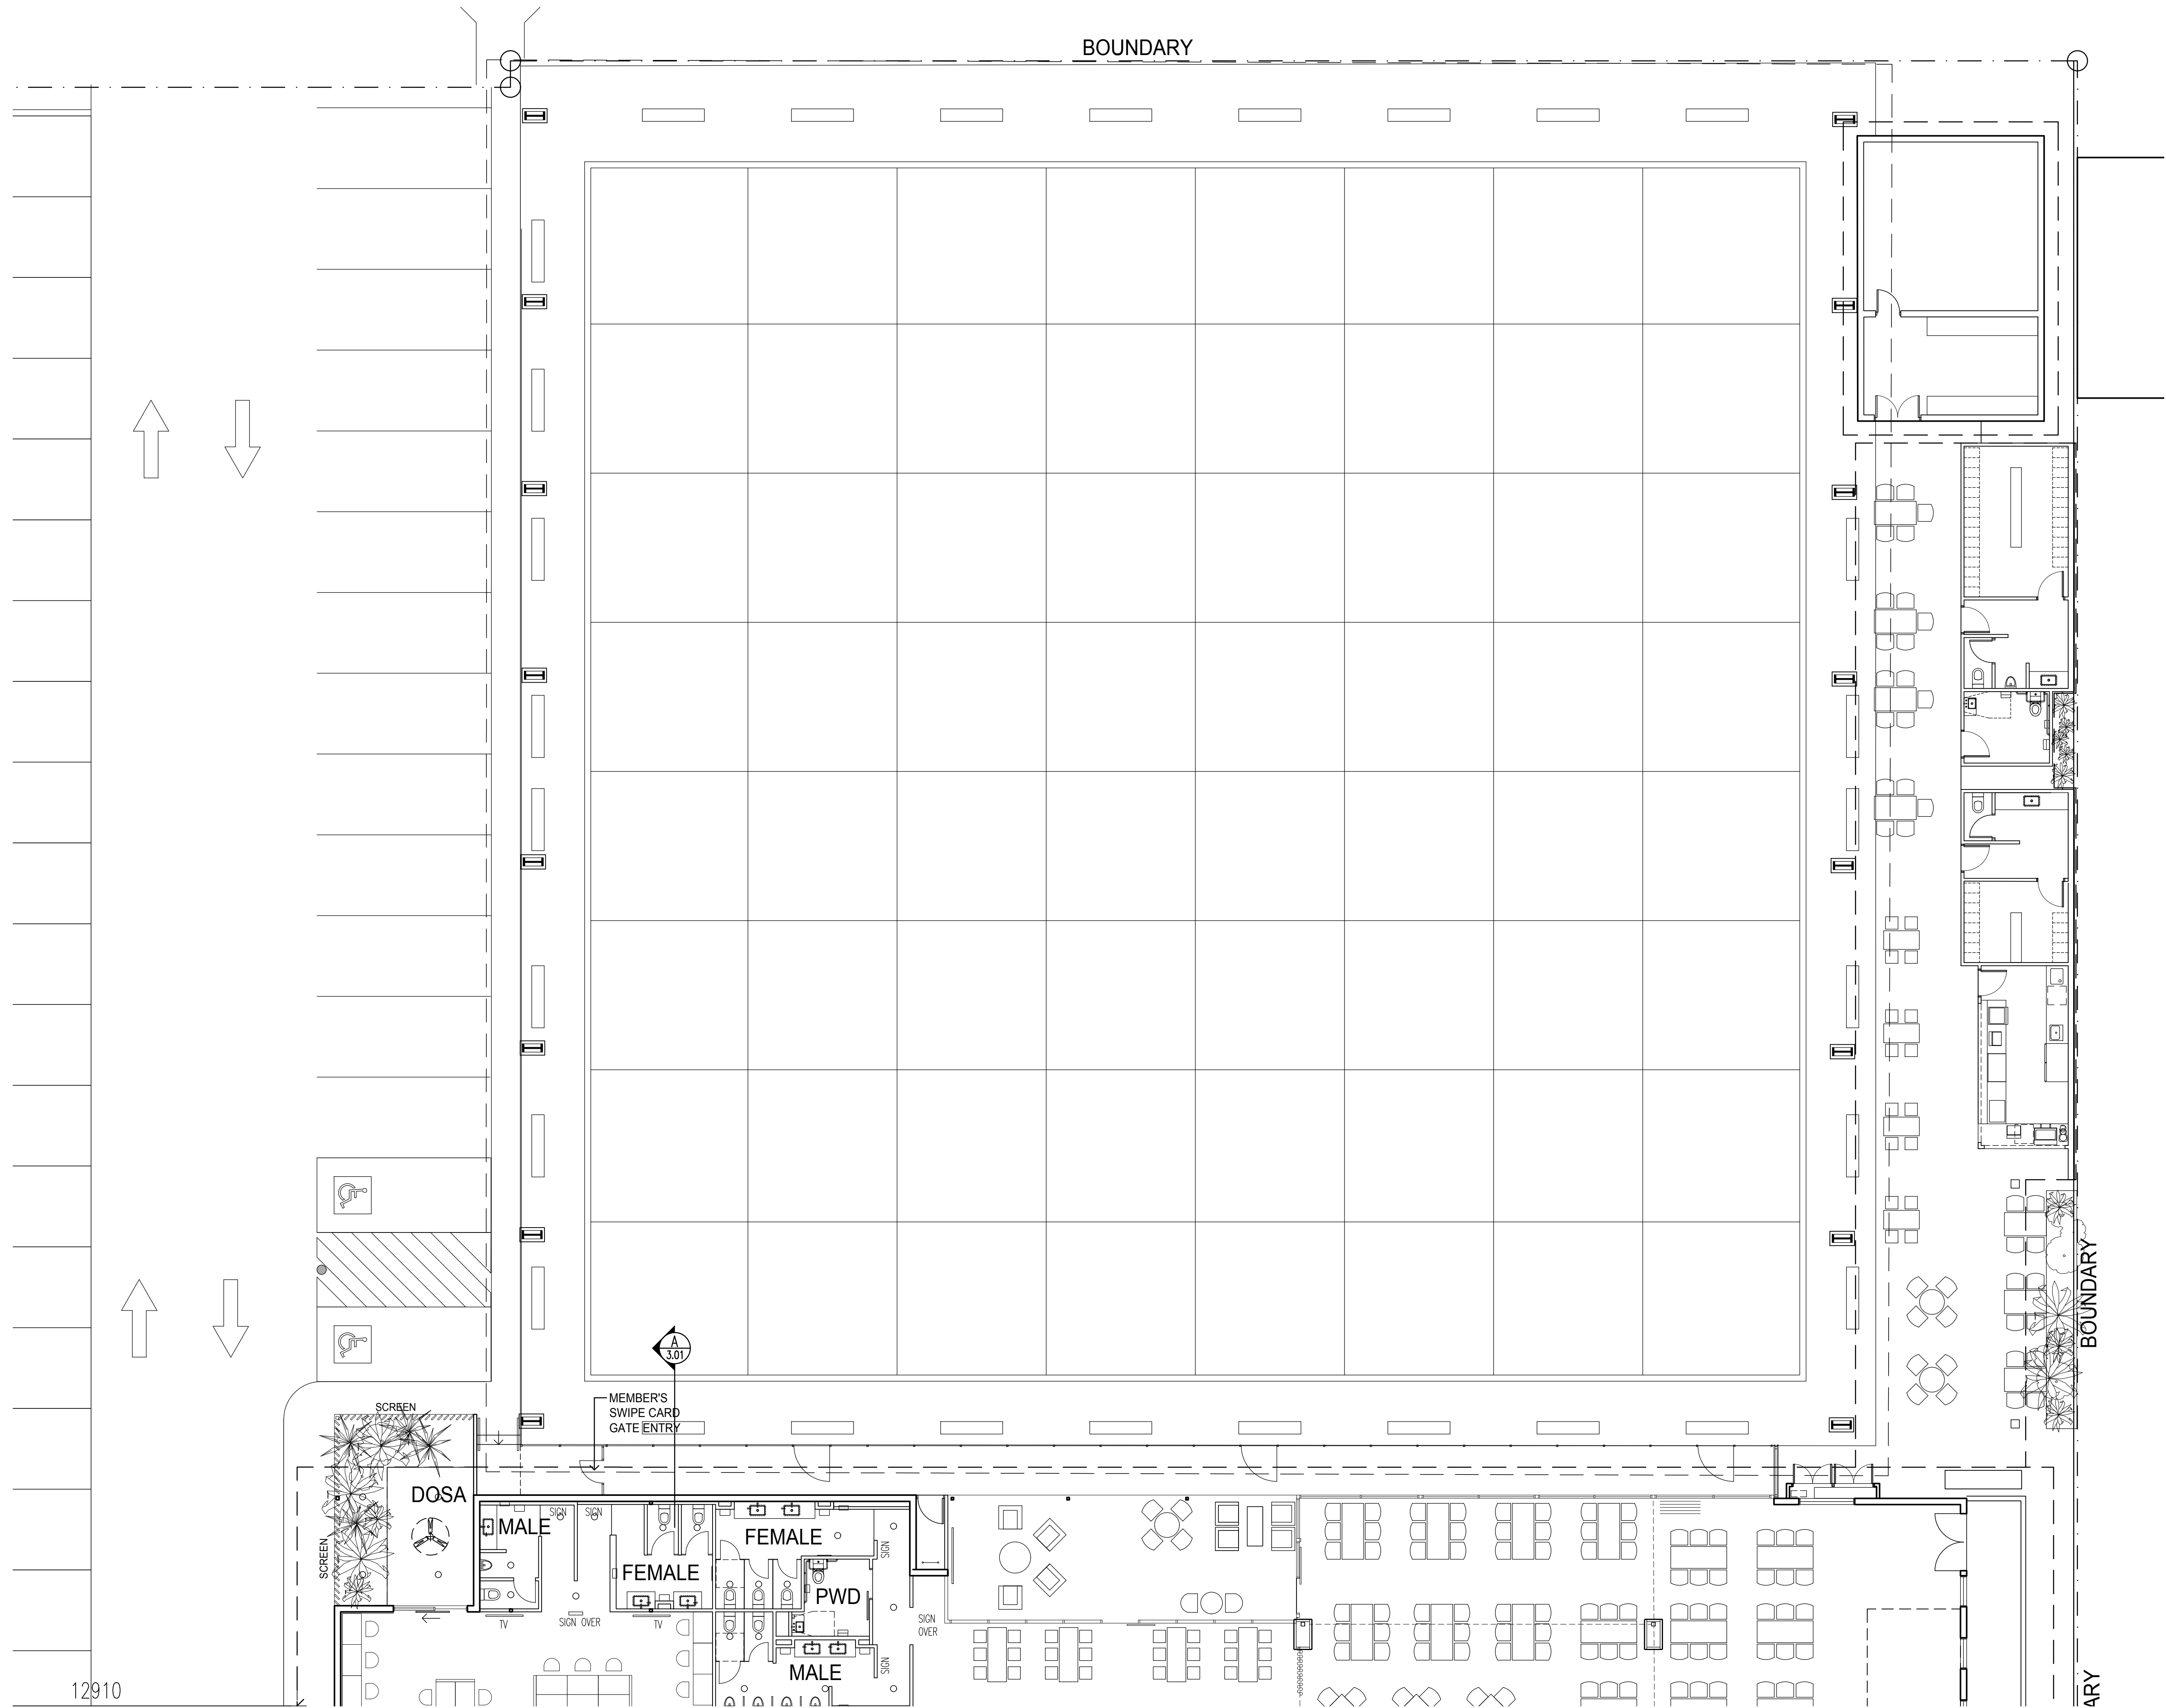 BOUNDARY
A
3.01
MEMBER'S
SWIPE CARD
GATE ENTRY
BOUNDARY
SCREEN
SCREEN
DOSA
MALE
SIGN
SIGN
FEMALE
FEMALE
SIGN
PWD
TV
SIGN OVER
TV
SIGN
OVER
MALE
SIGN
12910
ARY